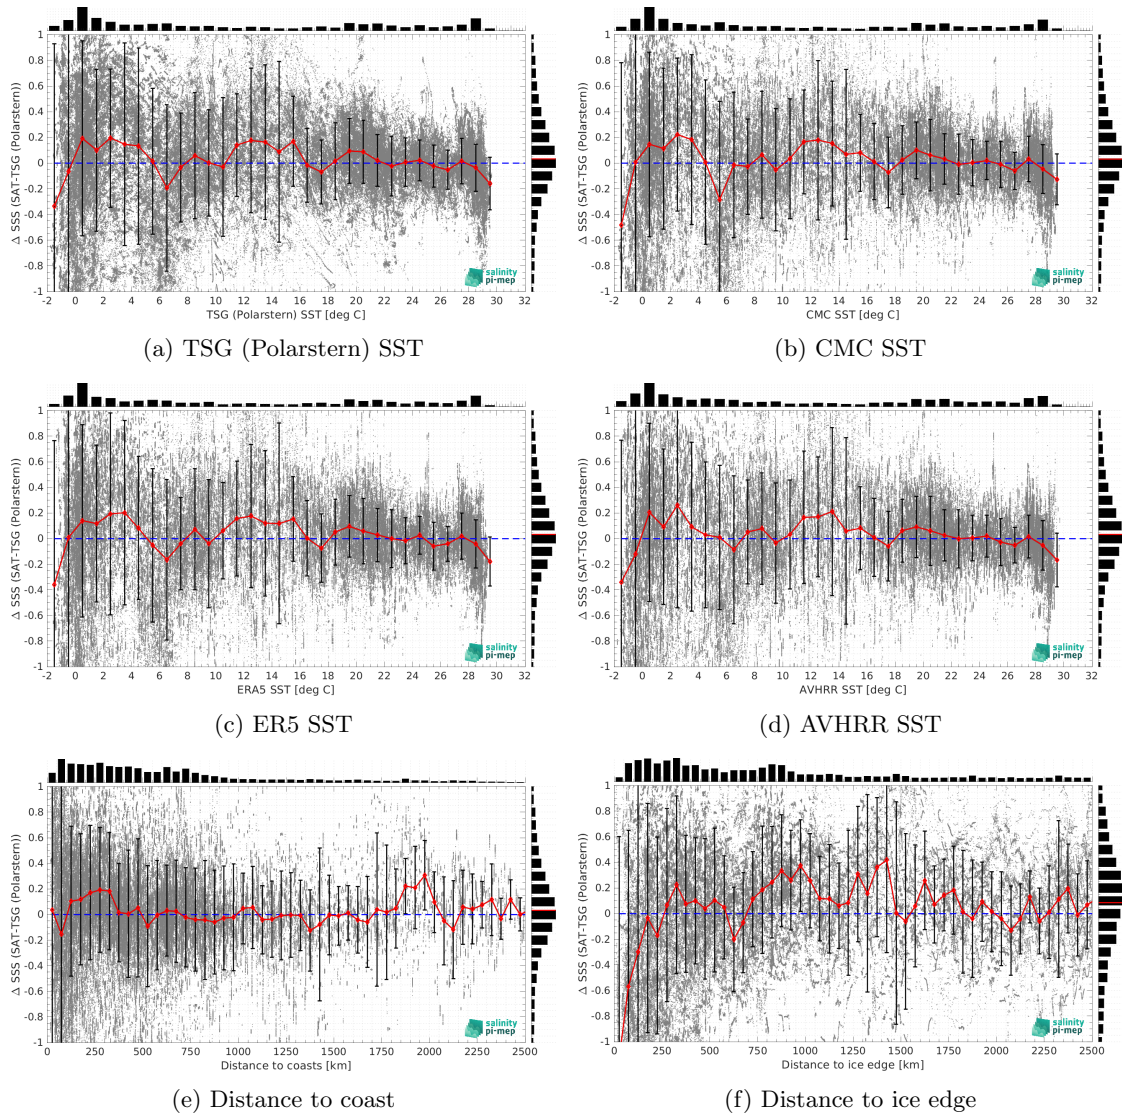 1
0.8
0.6
0.4
0.2
0
-0.2
-0.4
-0.6
-0.8
-1
Δ SSS (SAT-TSG (Polarstern))
salinity
pi-mep
-2 0 2 4 6 8 10 12 14 16 18 20 22 24 26 28 30 32
TSG (Polarstern) SST [deg C]
(a) TSG (Polarstern) SST
1
0.8
0.6
0.4
0.2
0
-0.2
-0.4
-0.6
-0.8
-1
Δ SSS (SAT-TSG (Polarstern))
salinity
pi-mep
-2 0 2 4 6 8 10 12 14 16 18 20 22 24 26 28 30 32
CMC SST [deg C]
(b) CMC SST
1
0.8
0.6
0.4
0.2
0
-0.2
-0.4
-0.6
-0.8
-1
Δ SSS (SAT-TSG (Polarstern))
salinity
pi-mep
-2 0 2 4 6 8 10 12 14 16 18 20 22 24 26 28 30 32
ERA5 SST [deg C]
(c) ER5 SST
1
0.8
0.6
0.4
0.2
0
-0.2
-0.4
-0.6
-0.8
-1
Δ SSS (SAT-TSG (Polarstern))
salinity
pi-mep
-2 0 2 4 6 8 10 12 14 16 18 20 22 24 26 28 30 32
AVHRR SST [deg C]
(d) AVHRR SST
1
0.8
0.6
0.4
0.2
0
-0.2
-0.4
-0.6
-0.8
-1
Δ SSS (SAT-TSG (Polarstern))
salinity
pi-mep
0 250 500 750 1000 1250 1500 1750 2000 2250 2500
Distance to coasts [km]
(e) Distance to coast
1
0.8
0.6
0.4
0.2
0
-0.2
-0.4
-0.6
-0.8
-1
Δ SSS (SAT-TSG (Polarstern))
salinity
pi-mep
0 250 500 750 1000 1250 1500 1750 2000 2250 2500
Distance to ice edge [km]
(f) Distance to ice edge